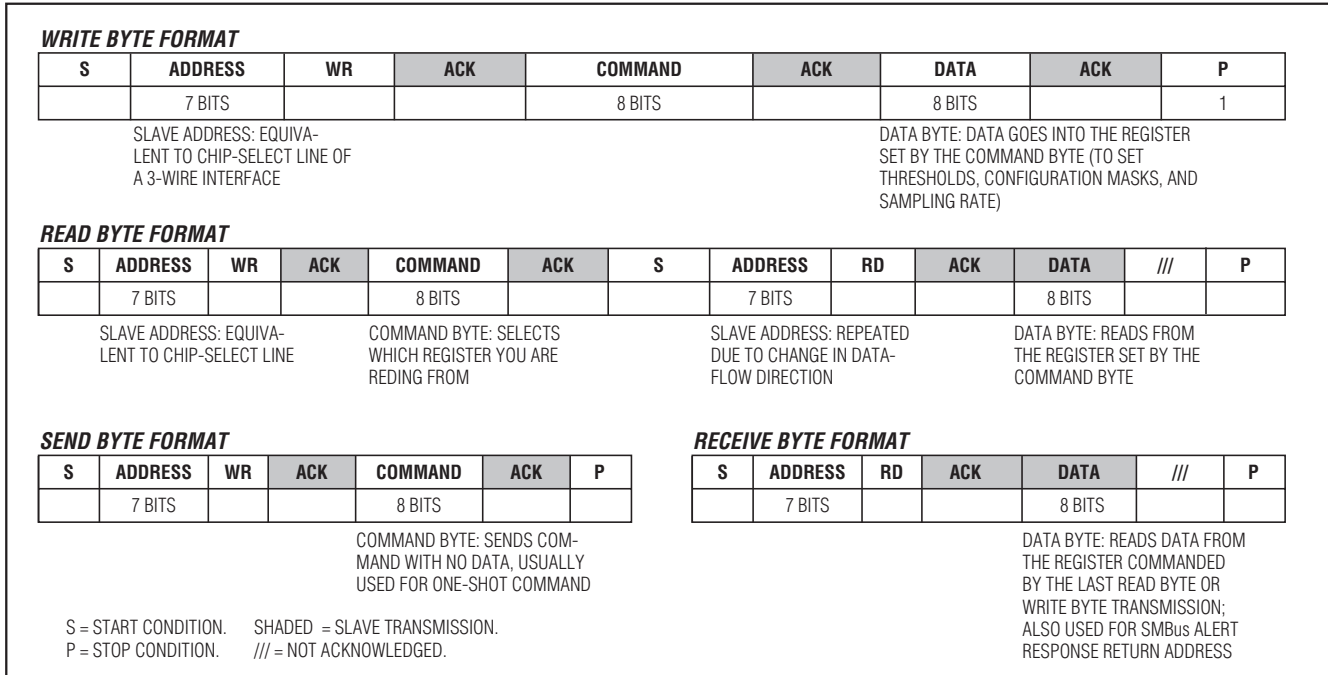 WRITE BYTE FORMAT
S ADDRESS WR ACK COMMAND ACK DATA ACK P
7 BITS 8 BITS 8 BITS 1
SLAVE ADDRESS: EQUIVA-
LENT TO CHIP-SELECT LINE OF
A 3-WIRE INTERFACE
DATA BYTE: DATA GOES INTO THE REGISTER
SET BY THE COMMAND BYTE (TO SET
THRESHOLDS, CONFIGURATION MASKS, AND
SAMPLING RATE)
READ BYTE FORMAT
S ADDRESS WR ACK COMMAND ACK S ADDRESS RD ACK DATA /// P
7 BITS 8 BITS 7 BITS 8 BITS
SLAVE ADDRESS: EQUIVA-
LENT TO CHIP-SELECT LINE
COMMAND BYTE: SELECTS
WHICH REGISTER YOU ARE
REDING FROM
SLAVE ADDRESS: REPEATED
DUE TO CHANGE IN DATA-
FLOW DIRECTION
DATA BYTE: READS FROM
THE REGISTER SET BY THE
COMMAND BYTE
SEND BYTE FORMAT
S ADDRESS WR ACK COMMAND ACK P
7 BITS 8 BITS
COMMAND BYTE: SENDS COM-
MAND WITH NO DATA, USUALLY
USED FOR ONE-SHOT COMMAND
RECEIVE BYTE FORMAT
S ADDRESS RD ACK DATA /// P
7 BITS 8 BITS
DATA BYTE: READS DATA FROM
THE REGISTER COMMANDED
BY THE LAST READ BYTE OR
WRITE BYTE TRANSMISSION;
ALSO USED FOR SMBus ALERT
RESPONSE RETURN ADDRESS
S = START CONDITION. SHADED = SLAVE TRANSMISSION.
P = STOP CONDITION. /// = NOT ACKNOWLEDGED.